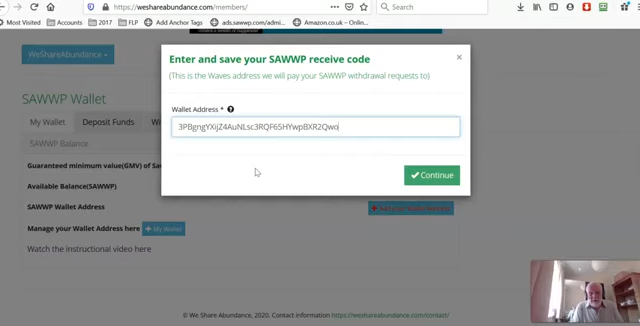 https://weshareabundance.com/members/
Search
Most Visited
Accounts
2017
FLT
Add Anchor Tags
ads.sawwp.com/admin
Amazon.co.uk – Onlin...
WeShareAbundance
Enter and save your SAWWP receive code
×
(This is the Waves address we will pay your SAWWP withdrawal requests to)
SAWWP Wallet
Wallet Address *
My Wallet
Deposit Funds
3PBgngYXijZ4AuNLsc3RQF65HYwpBXR2Qwo
SAWWP Balance
Guaranteed minimum value(GMV) of
Continue
Available Balance(SAWWP)
SAWWP Wallet Address
Manage your Wallet Address here
My Wallet
Watch the instructional video here
© We Share Abundance, 2020. Contact information https://weshareabundance.com/contact/